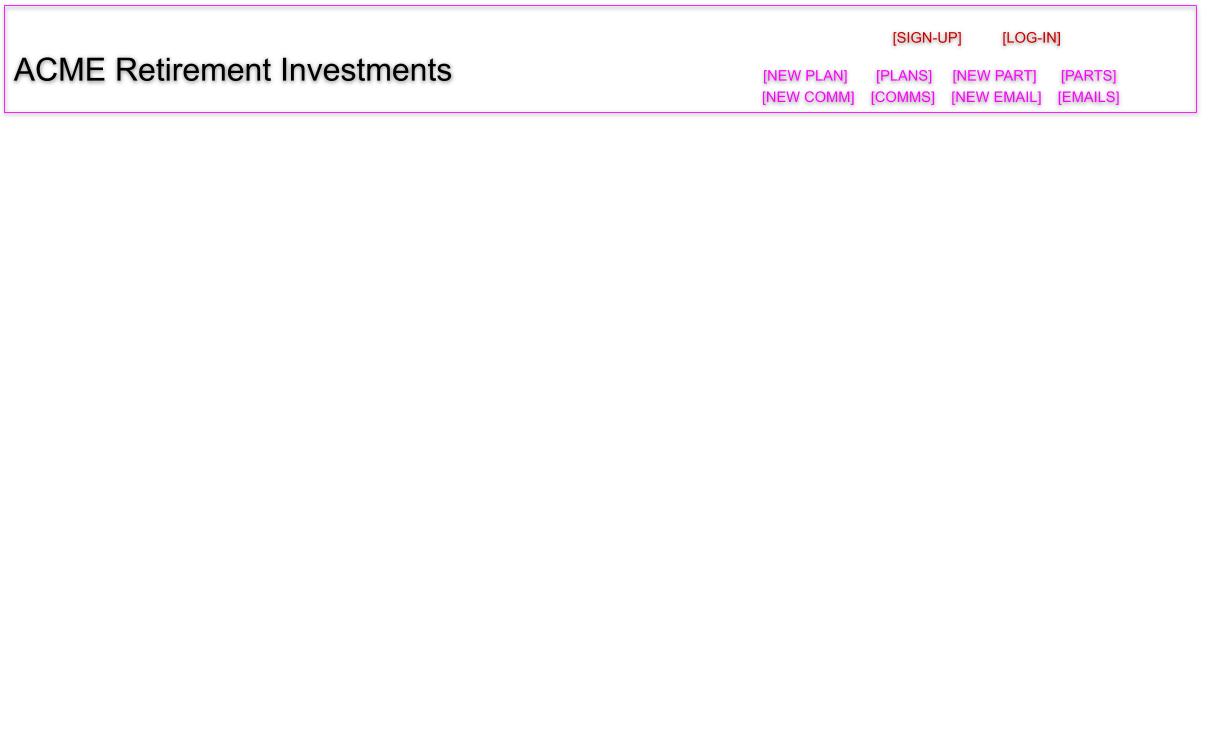 [SIGN-UP] [LOG-IN]
ACME Retirement Investments
[NEW PLAN] [PLANS] [NEW PART] [PARTS]
[NEW COMM] [COMMS] [NEW EMAIL] [EMAILS]